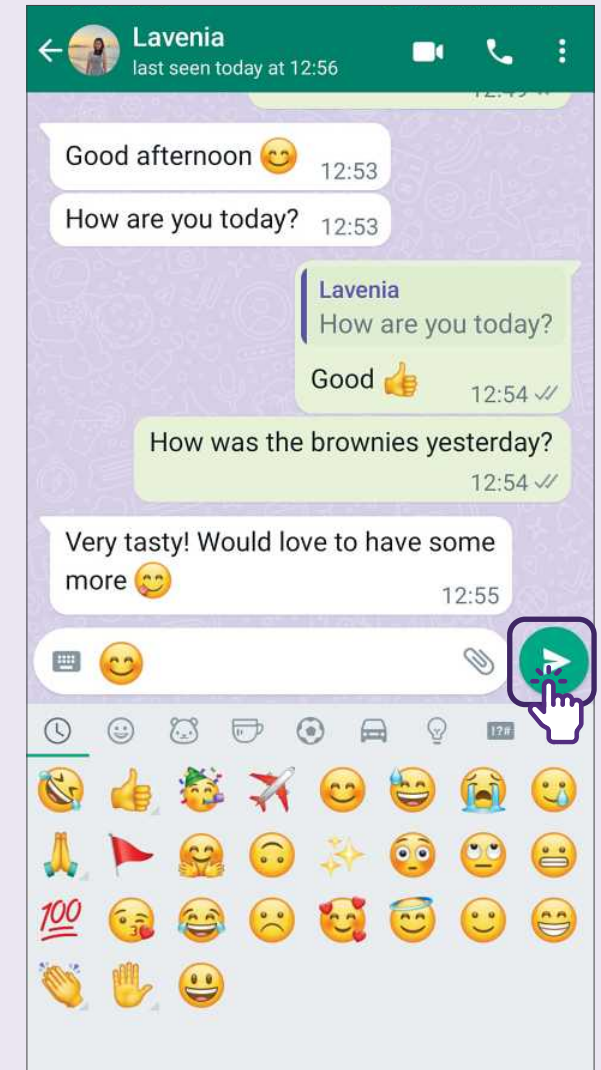 Lavenia
last seen today at 12:56
Good afternoon 😊 12:53
How are you today? 12:53
Lavenia
How are you today?
Good 👍 12:54
How was the brownies yesterday?
12:54
Very tasty! Would love to have some
more 😋 12:55
😊
!?#
100